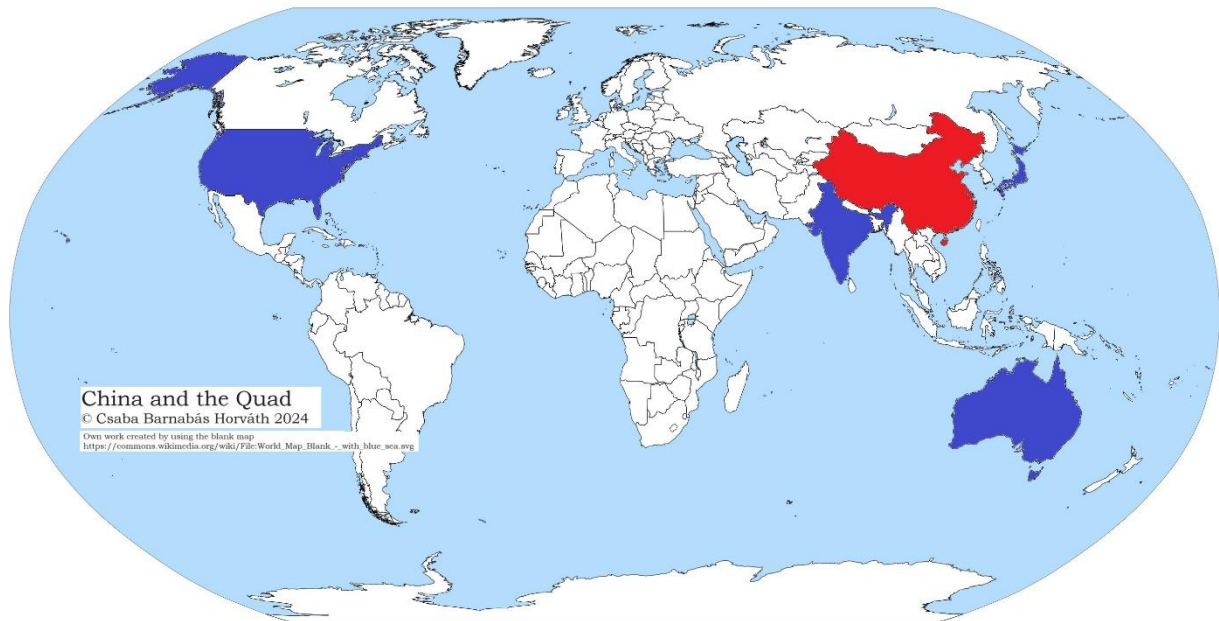 China and the Quad
© Csaba Barnabás Horváth 2024
Own work created by using the blank map
https://commons.wikimedia.org/wiki/File:World_Map_Blank_-_with_blue_sea.svg